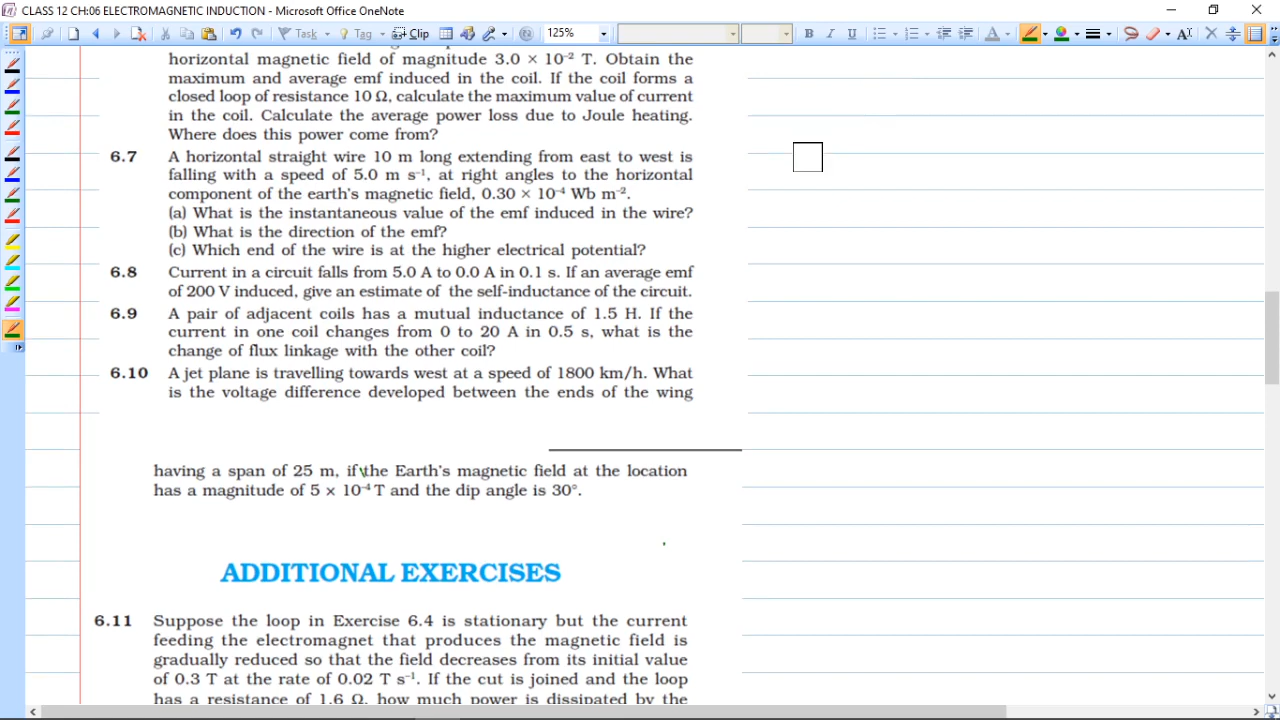 CLASS 12 CH:06 ELECTROMAGNETIC INDUCTION - Microsoft Office OneNote
Task Tag Clip 125% B I U A
horizontal magnetic field of magnitude 3.0 × 10⁻² T. Obtain the
maximum and average emf induced in the coil. If the coil forms a
closed loop of resistance 10 Ω, calculate the maximum value of current
in the coil. Calculate the average power loss due to Joule heating.
Where does this power come from?
6.7 A horizontal straight wire 10 m long extending from east to west is
falling with a speed of 5.0 m s⁻¹, at right angles to the horizontal
component of the earth's magnetic field, 0.30 × 10⁻⁴ Wb m⁻².
(a) What is the instantaneous value of the emf induced in the wire?
(b) What is the direction of the emf?
(c) Which end of the wire is at the higher electrical potential?
6.8 Current in a circuit falls from 5.0 A to 0.0 A in 0.1 s. If an average emf
of 200 V induced, give an estimate of the self-inductance of the circuit.
6.9 A pair of adjacent coils has a mutual inductance of 1.5 H. If the
current in one coil changes from 0 to 20 A in 0.5 s, what is the
change of flux linkage with the other coil?
6.10 A jet plane is travelling towards west at a speed of 1800 km/h. What
is the voltage difference developed between the ends of the wing
having a span of 25 m, if the Earth's magnetic field at the location
has a magnitude of 5 × 10⁻⁴ T and the dip angle is 30°.
ADDITIONAL EXERCISES
6.11 Suppose the loop in Exercise 6.4 is stationary but the current
feeding the electromagnet that produces the magnetic field is
gradually reduced so that the field decreases from its initial value
of 0.3 T at the rate of 0.02 T s⁻¹. If the cut is joined and the loop
has a resistance of 1.6 Ω, how much power is dissipated by the